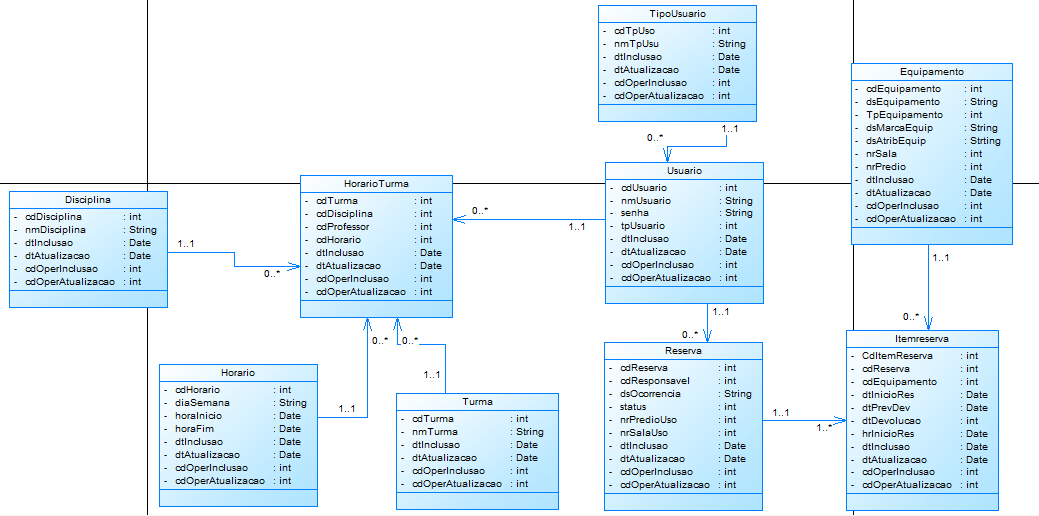 TipoUsuario
- cdTpUso : int
- nmTpUsu : String
- dtInclusao : Date
- dtAtualizacao : Date
- cdOperInclusao : int
- cdOperAtualizacao : int
1..1
0..*
Equipamento
- cdEquipamento : int
- dsEquipamento : String
- TpEquipamento : int
- dsMarcaEquip : String
- dsAtribEquip : Strting
- nrSala : int
- nrPredio : int
- dtInclusao : Date
- dtAtualizacao : Date
- cdOperInclusao : int
- cdOperAtualizacao : int
1..1
0..*
Usuario
- cdUsuario : int
- nmUsuario : String
- senha : String
- tpUsuario : int
- dtInclusao : Date
- dtAtualizacao : Date
- cdOperInclusao : int
- cdOperAtualizacao : int
0..*
1..1
1..1
0..*
HorarioTurma
- cdTurma : int
- cdDisciplina : int
- cdProfessor : int
- cdHorario : int
- dtInclusao : Date
- dtAtualizacao : Date
- cdOperInclusao : int
- cdOperAtualizacao : int
Disciplina
- cdDisciplina : int
- nmDisciplina : String
- dtInclusao : Date
- dtAtualizacao : Date
- cdOperInclusao : int
- cdOperAtualizacao : int
1..1
0..*
0..*
0..*
1..1
1..1
Horario
- cdHorario : int
- diaSemana : String
- horaInicio : Date
- horaFim : Date
- dtInclusao : Date
- dtAtualizacao : Date
- cdOperInclusao : int
- cdOperAtualizacao : int
Turma
- cdTurma : int
- nmTurma : String
- dtInclusao : Date
- dtAtualizacao : Date
- cdOperInclusao : int
- cdOperAtualizacao : int
Reserva
- cdReserva : int
- cdResponsavel : int
- dsOcorrencia : String
- status : int
- nrPredioUso : int
- nrSalaUso : int
- dtInclusao : Date
- dtAtualizacao : Date
- cdOperInclusao : int
- cdOperAtualizacao : int
1..1
1..*
Itemreserva
- CdItemReserva : int
- cdReserva : int
- cdEquipamento : int
- dtInicioRes : Date
- dtPrevDev : Date
- dtDevolucao : int
- hrInicioRes : Date
- dtInclusao : Date
- dtAtualizacao : Date
- cdOperInclusao : int
- cdOperAtualizacao : int